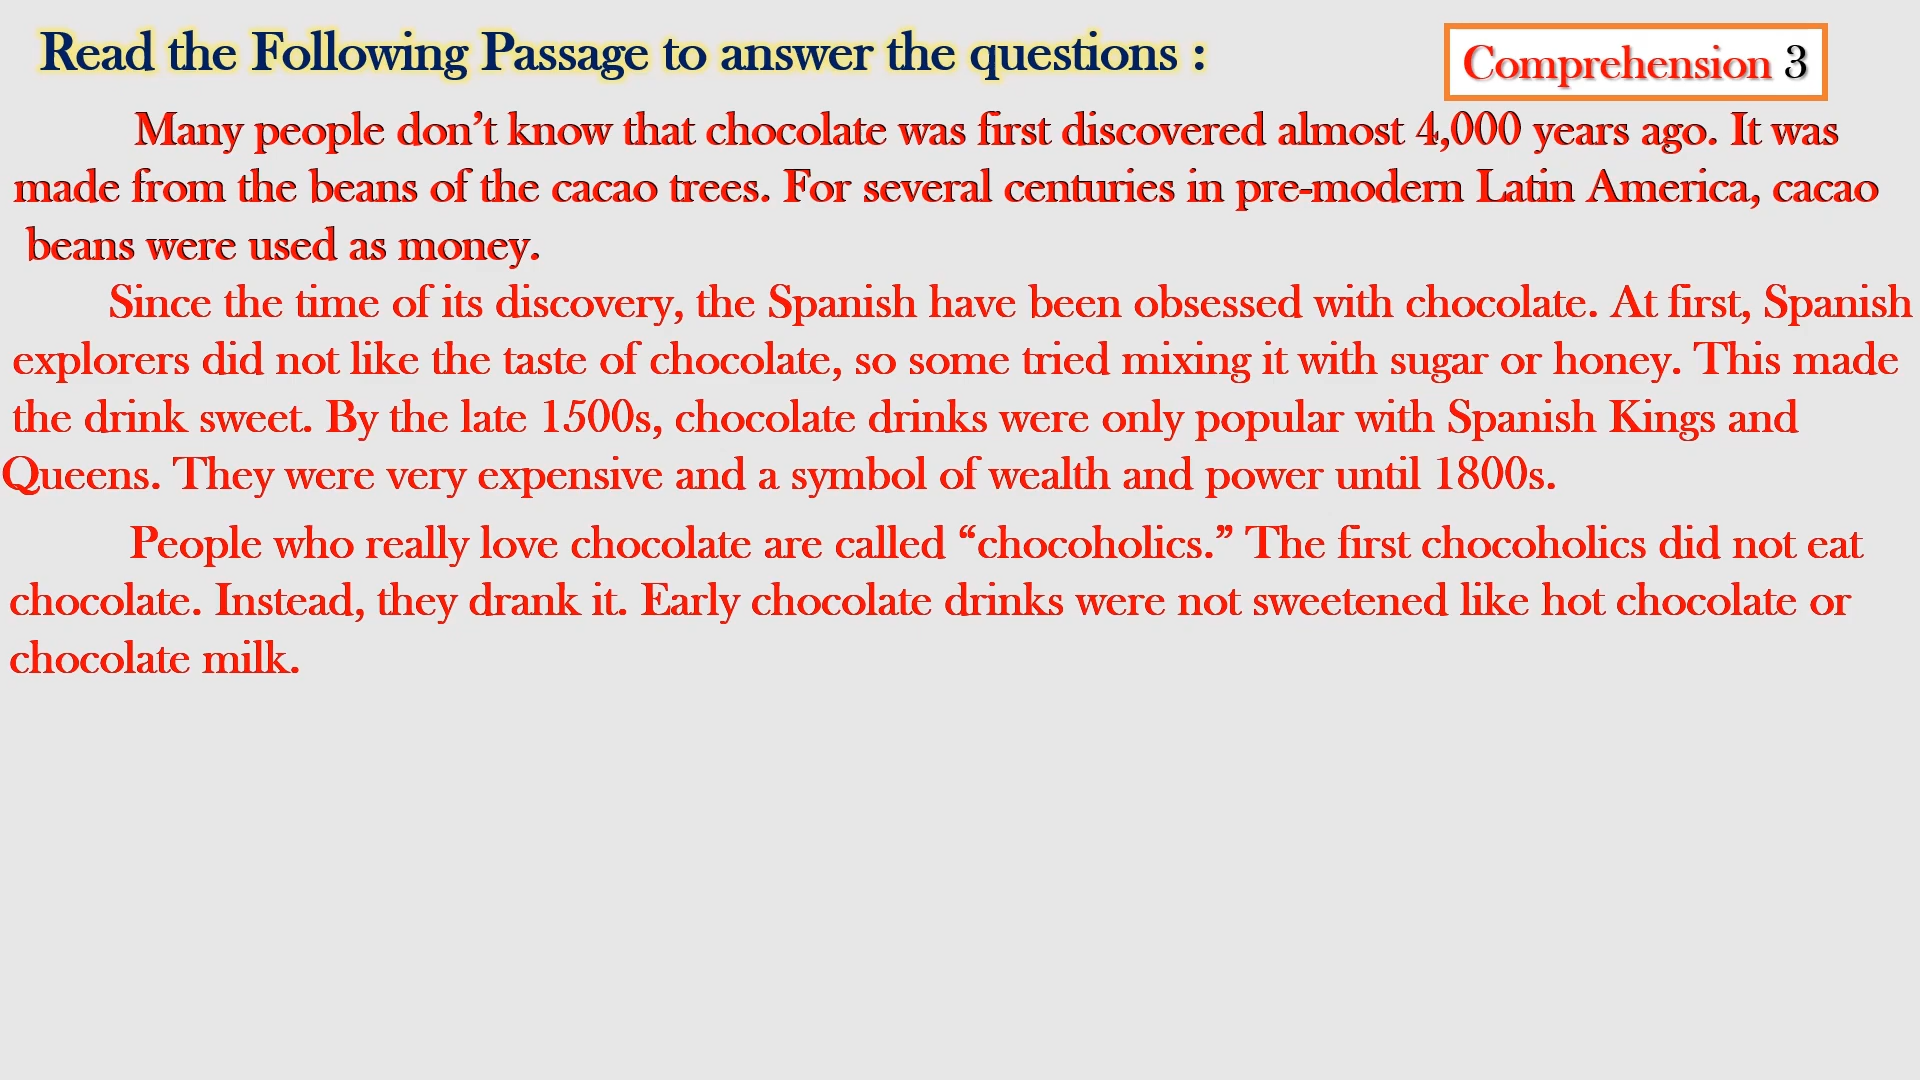 Read the Following Passage to answer the questions :
Comprehension 3
Many people don’t know that chocolate was first discovered almost 4,000 years ago. It was
made from the beans of the cacao trees. For several centuries in pre-modern Latin America, cacao
beans were used as money.
Since the time of its discovery, the Spanish have been obsessed with chocolate. At first, Spanish
explorers did not like the taste of chocolate, so some tried mixing it with sugar or honey. This made
the drink sweet. By the late 1500s, chocolate drinks were only popular with Spanish Kings and
Queens. They were very expensive and a symbol of wealth and power until 1800s.
People who really love chocolate are called “chocoholics.” The first chocoholics did not eat
chocolate. Instead, they drank it. Early chocolate drinks were not sweetened like hot chocolate or
chocolate milk.